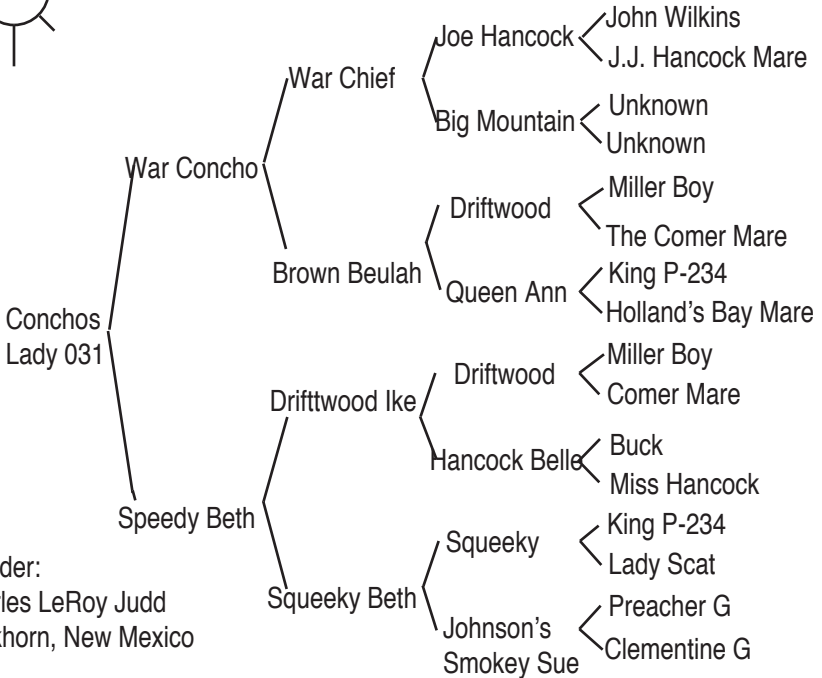 John Wilkins
Joe Hancock
J.J. Hancock Mare
War Chief
Unknown
Big Mountain
Unknown
War Concho
Miller Boy
Driftwood
The Comer Mare
Brown Beulah
King P-234
Queen Ann
Holland's Bay Mare
Conchos
Lady 031
Miller Boy
Driftwood
Comer Mare
Drifttwood Ike
Buck
Hancock Belle
Miss Hancock
Speedy Beth
King P-234
Squeeky
Lady Scat
Squeeky Beth
Preacher G
Johnson's
Smokey Sue
Clementine G
der:
les LeRoy Judd
khorn, New Mexico